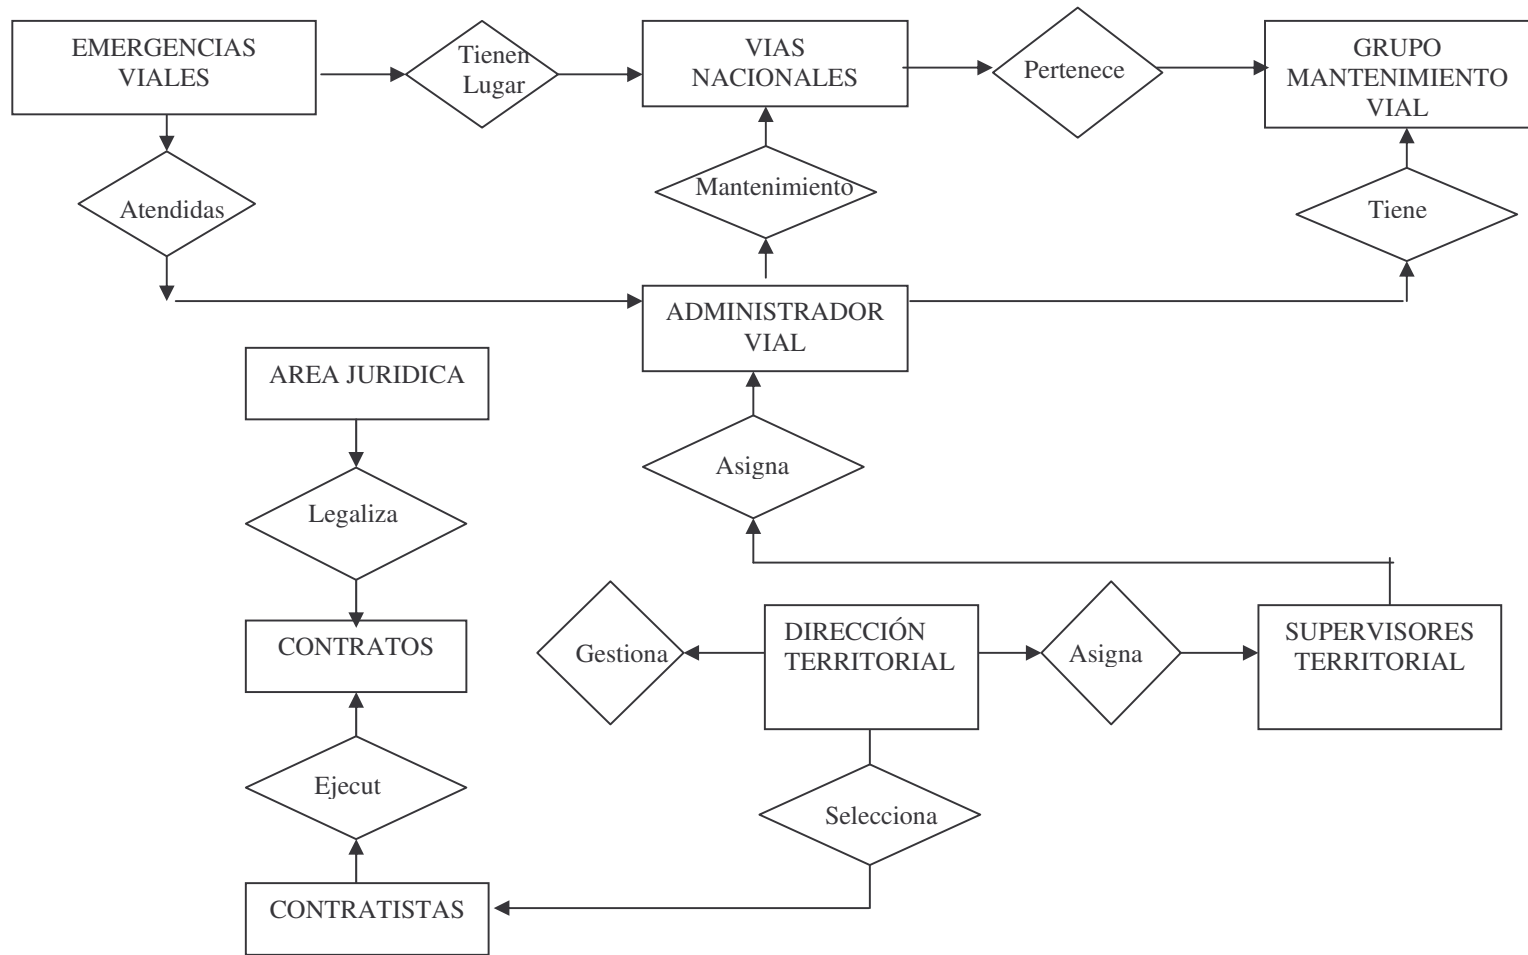 EMERGENCIAS
VIALES
Tienen
Lugar
VIAS
NACIONALES
Pertenece
GRUPO
MANTENIMIENTO
VIAL
Atendidas
Mantenimiento
Tiene
ADMINISTRADOR
VIAL
AREA JURIDICA
Asigna
Legaliza
CONTRATOS
Gestiona
DIRECCIÓN
TERRITORIAL
Asigna
SUPERVISORES
TERRITORIAL
Ejecut
Selecciona
CONTRATISTAS